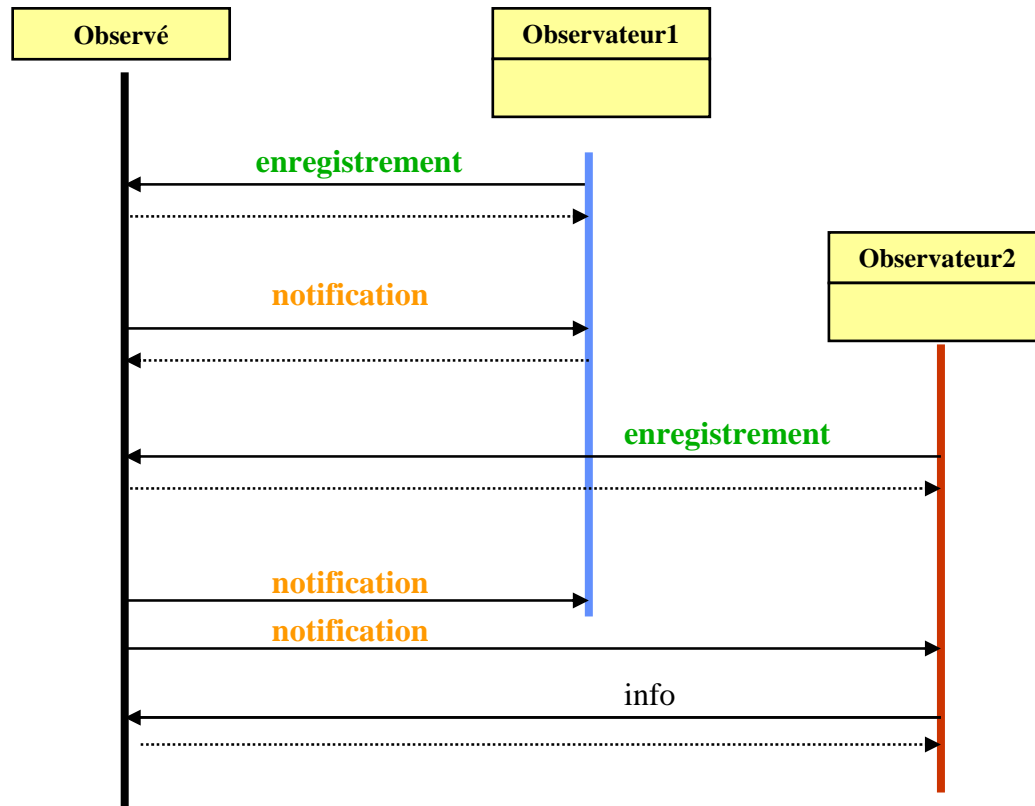 Observé
Observateur1
enregistrement
Observateur2
notification
enregistrement
notification
notification
info